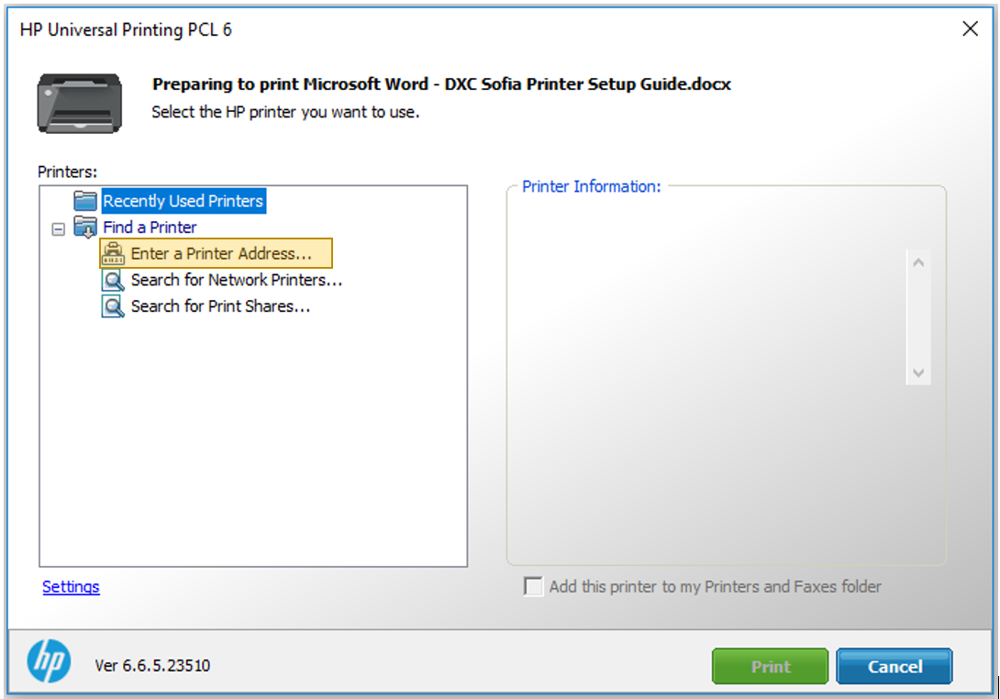 HP Universal Printing PCL 6
Preparing to print Microsoft Word - DXC Sofia Printer Setup Guide.docx
Select the HP printer you want to use.
Printers:
Recently Used Printers
Find a Printer
Enter a Printer Address...
Search for Network Printers...
Search for Print Shares...
Printer Information:
Settings
Add this printer to my Printers and Faxes folder
hp
Ver 6.6.5.23510
Print
Cancel